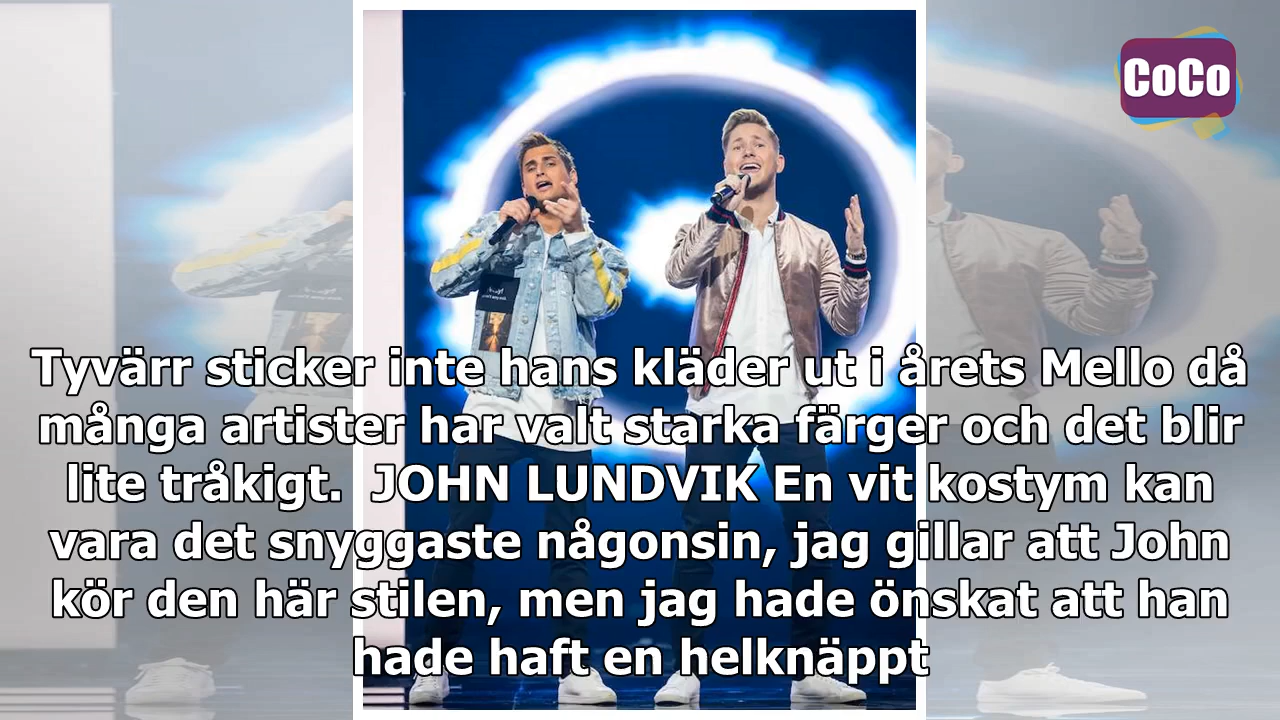 CoCo
Tyvärr sticker inte hans kläder ut i årets Mello då
många artister har valt starka färger och det blir
lite tråkigt. JOHN LUNDVIK En vit kostym kan
vara det snyggaste någonsin, jag gillar att John
kör den här stilen, men jag hade önskat att han
hade haft en helknäppt